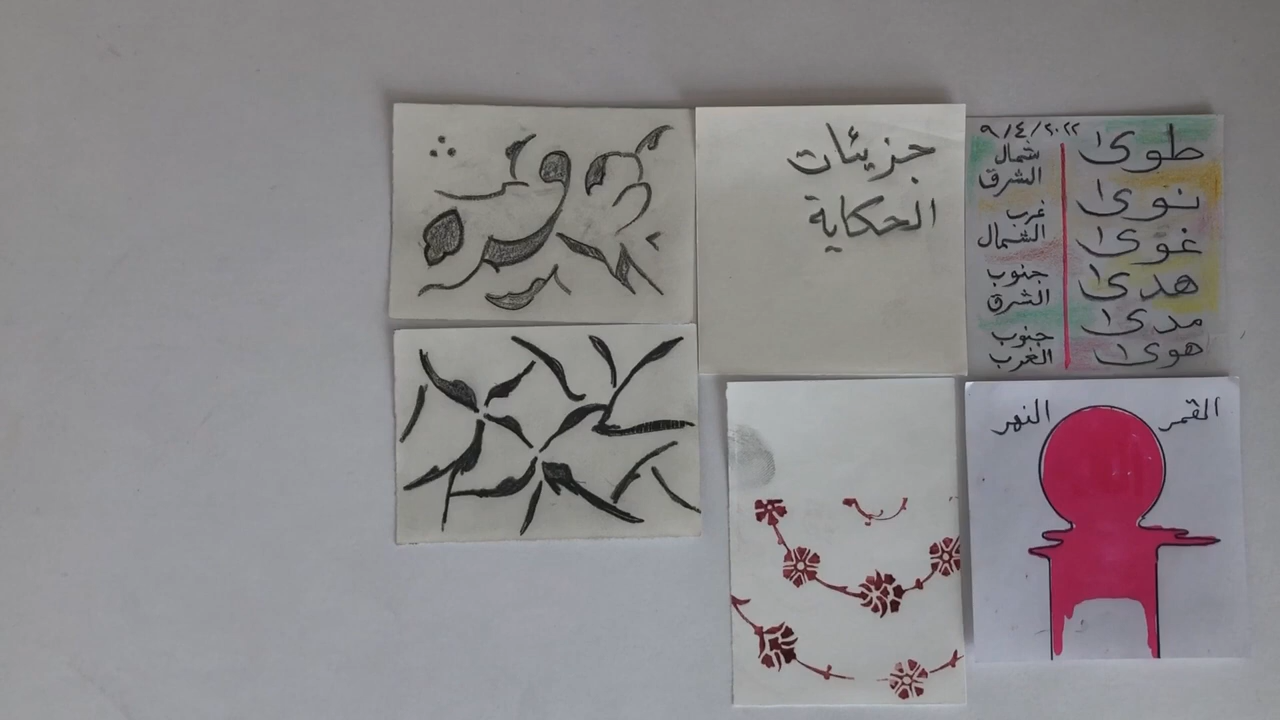 ٩/٤/٢٠٢٢
طوىٰ
نوىٰ
غوىٰ
هدىٰ
مدىٰ
هوىٰ
شمال
الشرق
غرب
الشمال
جنوب
الشرق
جنوب
الغرب
جزيئات
الحكاية
القمر
النهر